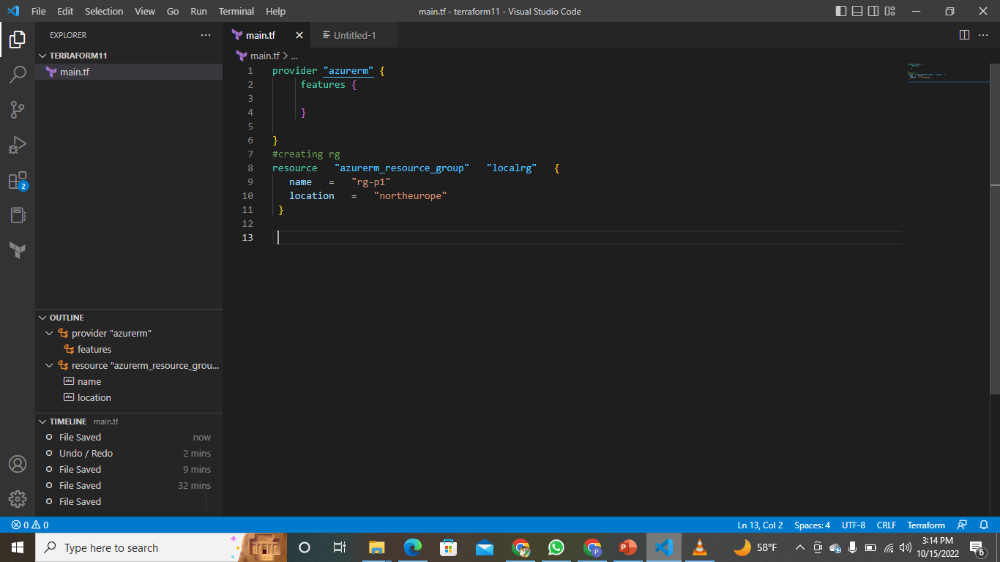 File Edit Selection View Go Run Terminal Help main.tf - terraform11 - Visual Studio Code
EXPLORER
TERRAFORM11
main.tf
2
OUTLINE
provider "azurerm"
features
resource "azurerm_resource_grou...
name
location
TIMELINE main.tf
File Saved now
Undo / Redo 2 mins
File Saved 9 mins
File Saved 32 mins
File Saved
main.tf Untitled-1
main.tf > ...
1 provider "azurerm" {
2 features {
3
4 }
5
6 }
7 #creating rg
8 resource "azurerm_resource_group" "localrg" {
9 name = "rg-p1"
10 location = "northeurope"
11 }
12
13
0 0 Ln 13, Col 2 Spaces: 4 UTF-8 CRLF Terraform
Type here to search 58°F 3:14 PM
10/15/2022 6